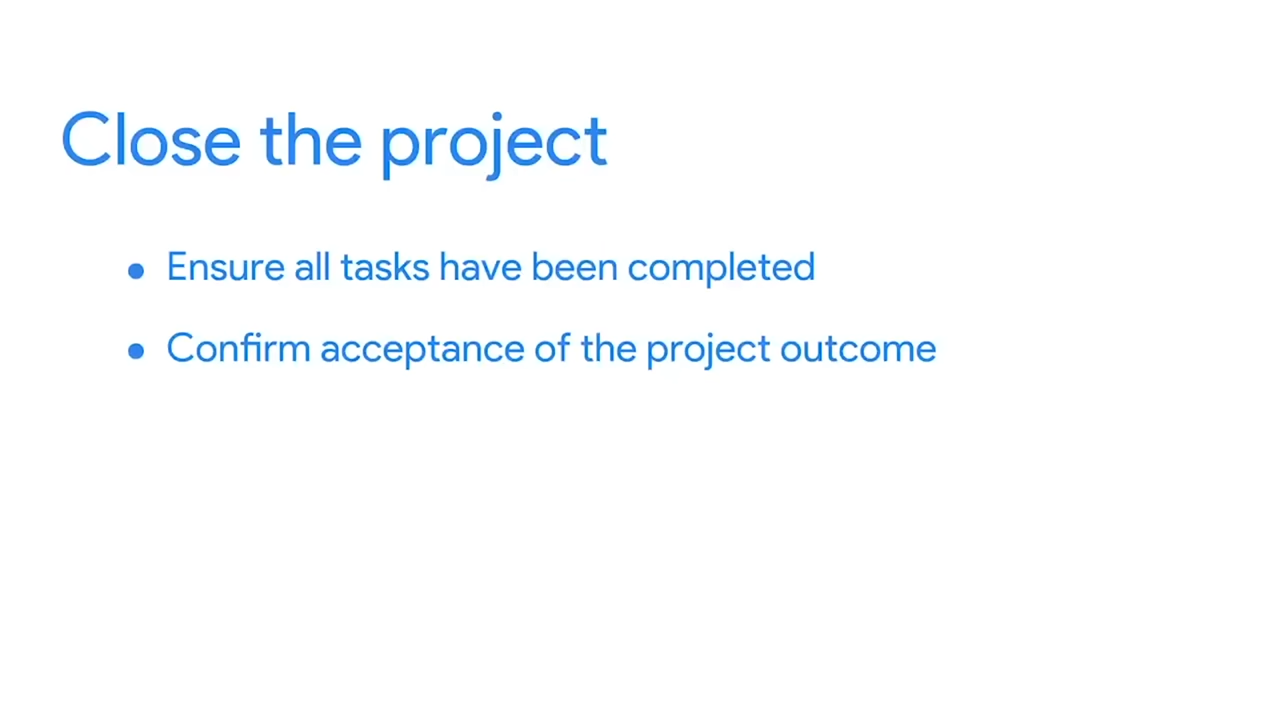 Close the project
• Ensure all tasks have been completed
• Confirm acceptance of the project outcome